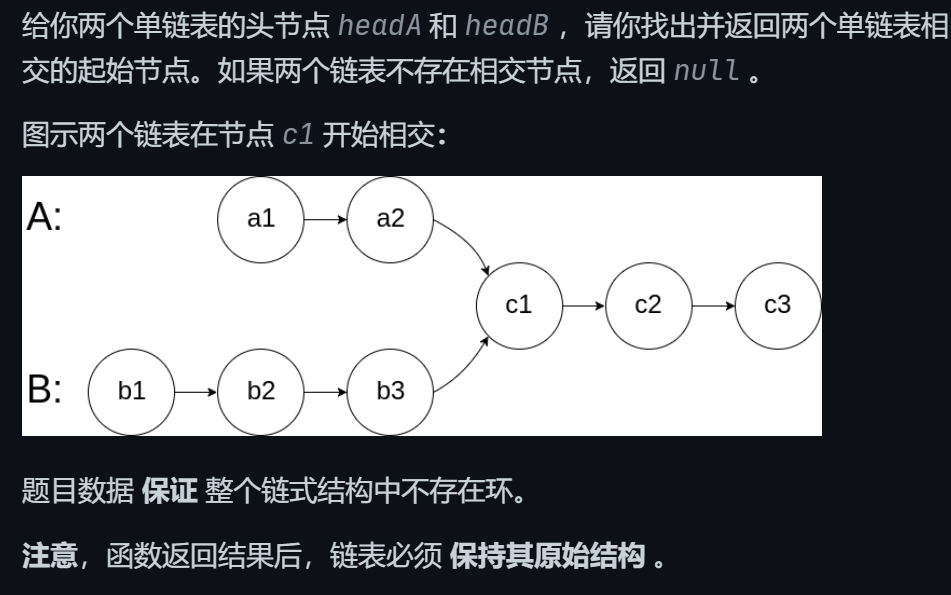 给你两个单链表的头节点 headA 和 headB ，请你找出并返回两个单链表相
交的起始节点。如果两个链表不存在相交节点，返回 null 。
图示两个链表在节点 c1 开始相交：
A: a1 a2
c1 c2 c3
B: b1 b2 b3
题目数据 保证 整个链式结构中不存在环。
注意，函数返回结果后，链表必须 保持其原始结构 。